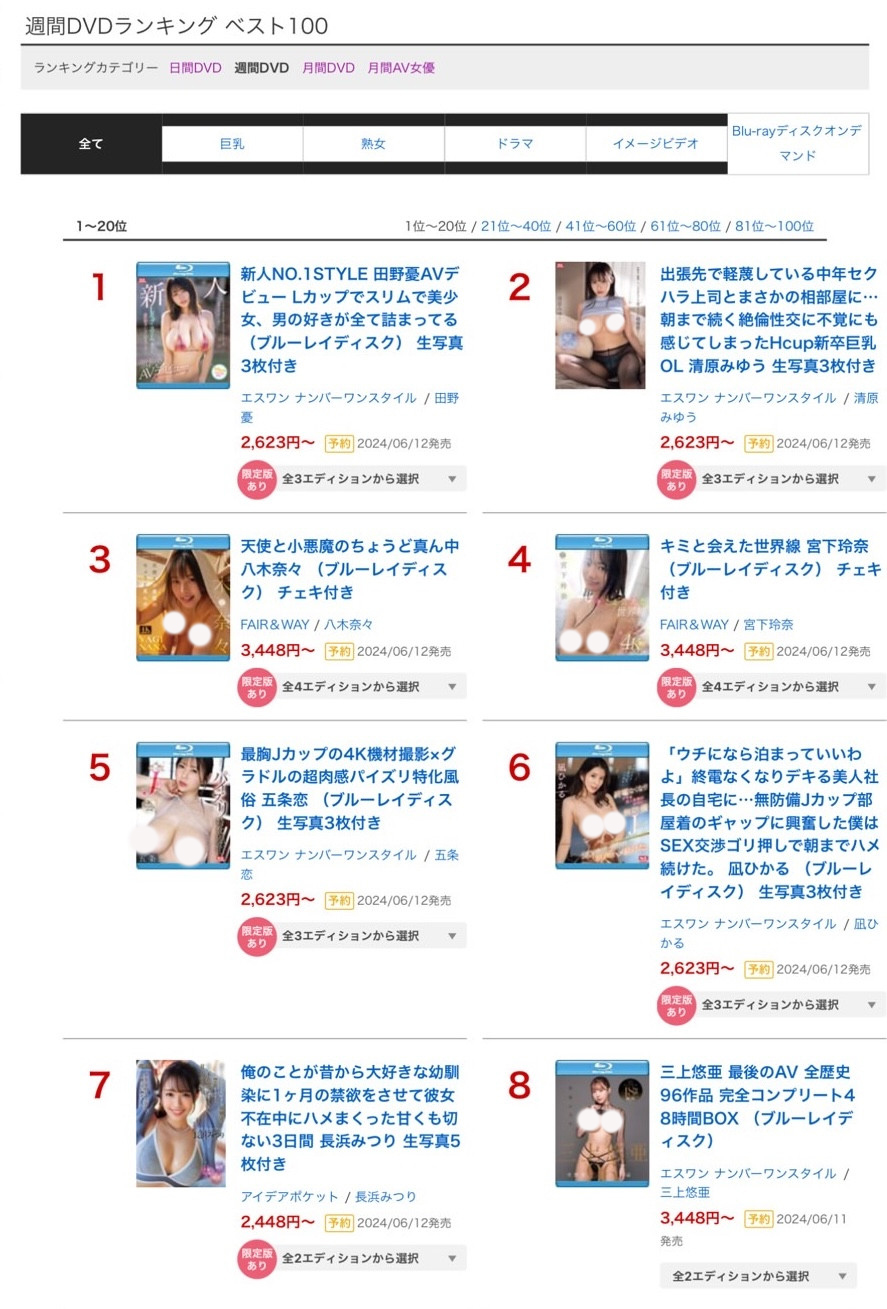 週間DVDランキング ベスト100
ランキングカテゴリー 日間DVD 週間DVD 月間DVD 月間AV女優
全て 巨乳 熟女 ドラマ イメージビデオ Blu-rayディスクオンデ
マンド
1〜20位 1位〜20位 / 21位〜40位 / 41位〜60位 / 61位〜80位 / 81位〜100位
1
新人
新人NO.1STYLE 田野憂AVデ
ビュー Lカップでスリムで美少
女、男の好きが全て詰まってる
（ブルーレイディスク） 生写真
3枚付き
エスワン ナンバーワンスタイル / 田野
憂
2,623円〜 予約 2024/06/12発売
限定版
あり
全3エディションから選択 ▼
2
出張先で軽蔑している中年セク
ハラ上司とまさかの相部屋に…
朝まで続く絶倫性交に不覚にも
感じてしまったHcup新卒巨乳
OL 清原みゆう 生写真3枚付き
エスワン ナンバーワンスタイル / 清原
みゆう
2,623円〜 予約 2024/06/12発売
限定版
あり
全3エディションから選択 ▼
3
天使と小悪魔のちょうど真ん中
八木奈々 （ブルーレイディス
ク） チェキ付き
FAIR＆WAY / 八木奈々
3,448円〜 予約 2024/06/12発売
限定版
あり
全4エディションから選択 ▼
4
キミと会えた世界線 宮下玲奈
（ブルーレイディスク） チェキ
付き
FAIR＆WAY / 宮下玲奈
3,448円〜 予約 2024/06/12発売
限定版
あり
全4エディションから選択 ▼
5
最胸Jカップの4K機材撮影×グ
ラドルの超肉感パイズリ特化風
俗 五条恋 （ブルーレイディス
ク） 生写真3枚付き
エスワン ナンバーワンスタイル / 五条
恋
2,623円〜 予約 2024/06/12発売
限定版
あり
全3エディションから選択 ▼
6
「ウチになら泊まっていいわ
よ」終電なくなりデキる美人社
長の自宅に…無防備Jカップ部
屋着のギャップに興奮した僕は
SEX交渉ゴリ押しで朝までハメ
続けた。 凪ひかる （ブルーレ
イディスク） 生写真3枚付き
エスワン ナンバーワンスタイル / 凪ひ
かる
2,623円〜 予約 2024/06/12発売
限定版
あり
全3エディションから選択 ▼
7
俺のことが昔から大好きな幼馴
染に1ヶ月の禁欲をさせて彼女
不在中にハメまくった甘くも切
ない3日間 長浜みつり 生写真5
枚付き
アイデアポケット / 長浜みつり
2,448円〜 予約 2024/06/12発売
限定版
あり
全2エディションから選択 ▼
8
三上悠亜 最後のAV 全歴史
96作品 完全コンプリート4
8時間BOX （ブルーレイデ
ィスク）
エスワン ナンバーワンスタイル /
三上悠亜
3,448円〜 予約 2024/06/11
発売
全2エディションから選択 ▼